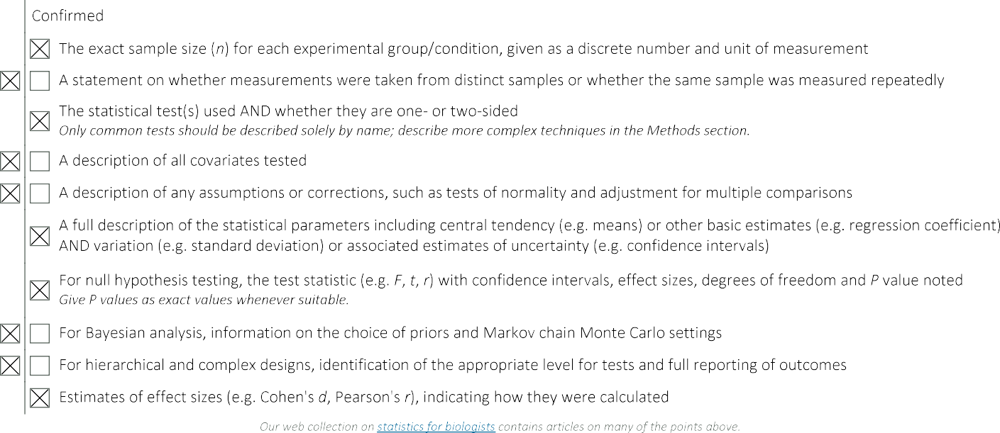 Confirmed
The exact sample size (n) for each experimental group/condition, given as a discrete number and unit of measurement
A statement on whether measurements were taken from distinct samples or whether the same sample was measured repeatedly
The statistical test(s) used AND whether they are one- or two-sided
Only common tests should be described solely by name; describe more complex techniques in the Methods section.
A description of all covariates tested
A description of any assumptions or corrections, such as tests of normality and adjustment for multiple comparisons
A full description of the statistical parameters including central tendency (e.g. means) or other basic estimates (e.g. regression coefficient)
AND variation (e.g. standard deviation) or associated estimates of uncertainty (e.g. confidence intervals)
For null hypothesis testing, the test statistic (e.g. F, t, r) with confidence intervals, effect sizes, degrees of freedom and P value noted
Give P values as exact values whenever suitable.
For Bayesian analysis, information on the choice of priors and Markov chain Monte Carlo settings
For hierarchical and complex designs, identification of the appropriate level for tests and full reporting of outcomes
Estimates of effect sizes (e.g. Cohen's d, Pearson's r), indicating how they were calculated
Our web collection on statistics for biologists contains articles on many of the points above.